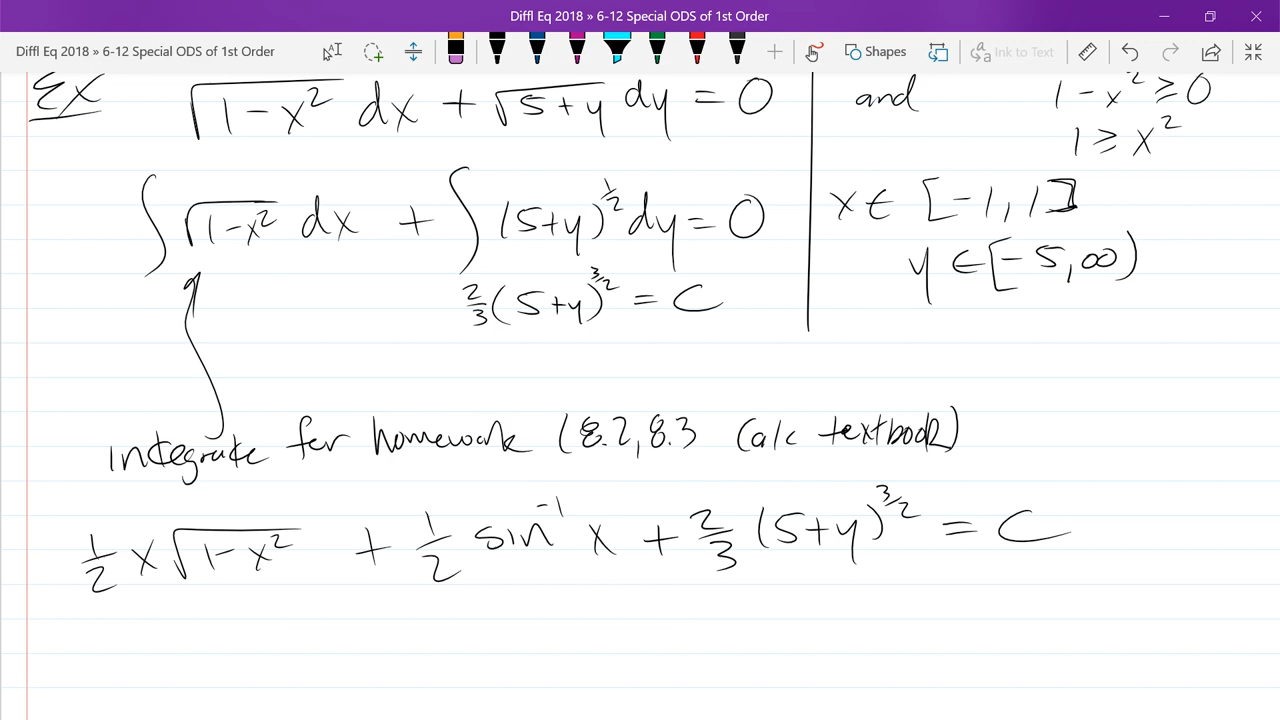 Diffl Eq 2018 » 6-12 Special ODS of 1st Order
Diffl Eq 2018 » 6-12 Special ODS of 1st Order
Shapes
Ink to Text
Ex √(1-x²) dx + √(5+y) dy = 0
and 1-x² ≥ 0
1 ≥ x²
∫ √(1-x²) dx + ∫ (5+y)^(1/2) dy = 0
x ∈ [-1, 1]
y ∈ [-5, ∞)
2/3 (5+y)^(3/2) = C
integrate for homework (8.2, 8.3 Calc textbook)
1/2 x √(1-x²) + 1/2 sin⁻¹ x + 2/3 (5+y)^(3/2) = C